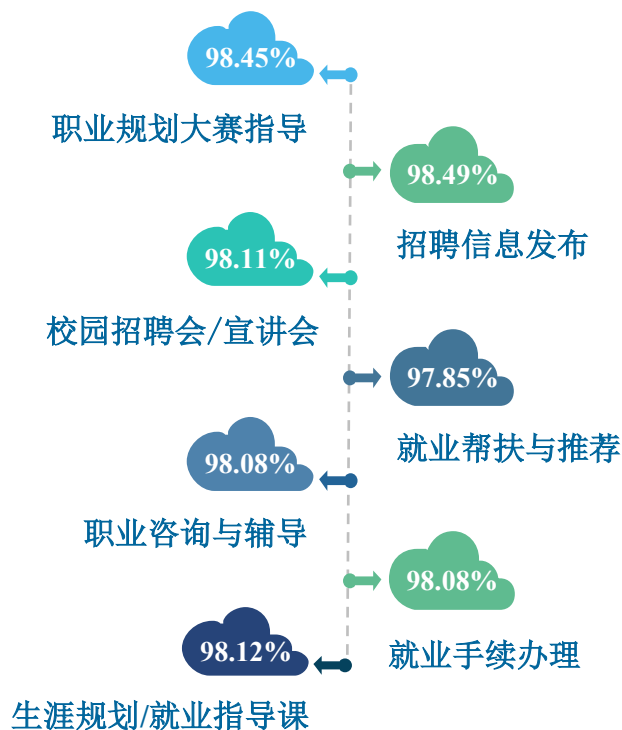 98.45%
职业规划大赛指导
98.49%
招聘信息发布
98.11%
校园招聘会/宣讲会
97.85%
就业帮扶与推荐
98.08%
职业咨询与辅导
98.08%
就业手续办理
98.12%
生涯规划/就业指导课